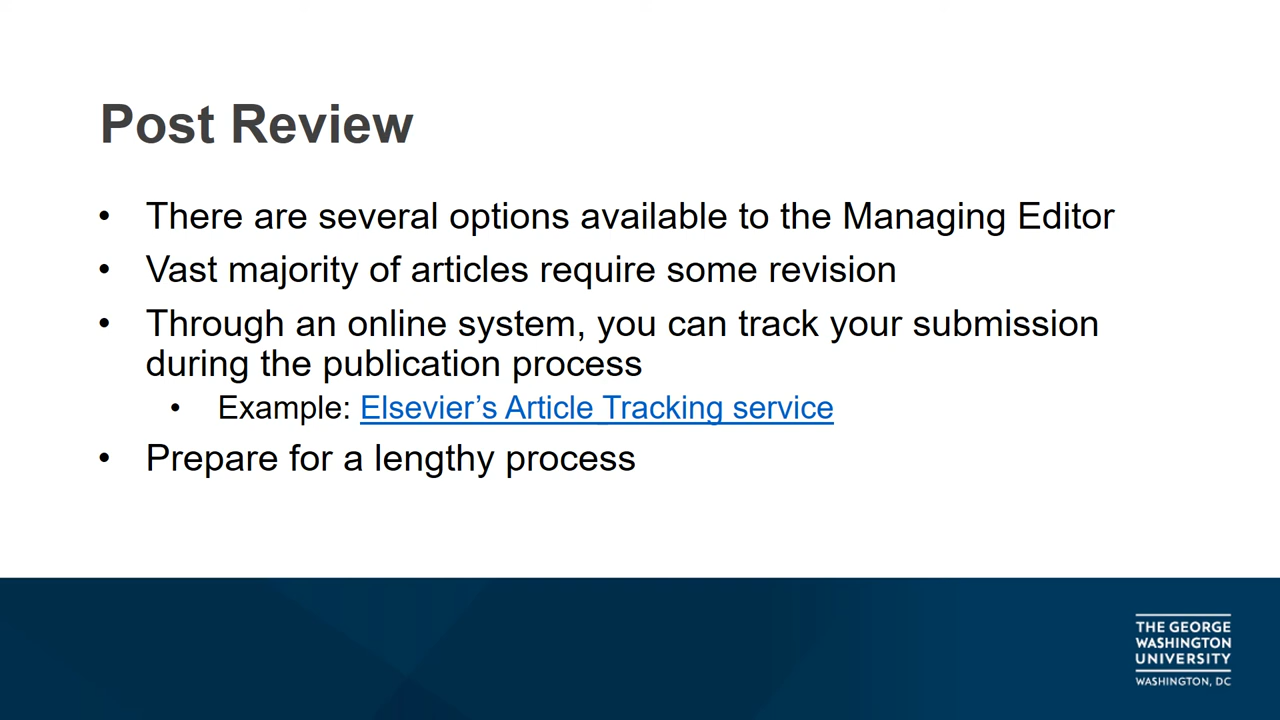 Post Review
• There are several options available to the Managing Editor
• Vast majority of articles require some revision
• Through an online system, you can track your submission
during the publication process
• Example: Elsevier’s Article Tracking service
• Prepare for a lengthy process
THE GEORGE
WASHINGTON
UNIVERSITY
WASHINGTON, DC